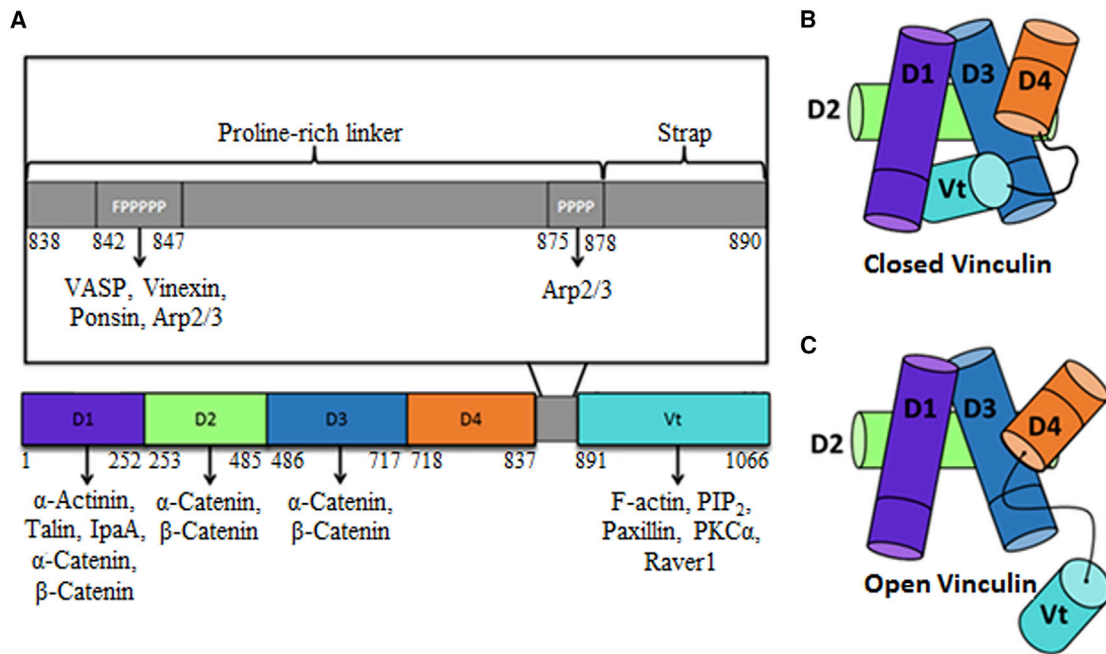 A
Proline-rich linker
Strap
FPPPPP
PPPP
838
842
847
875
878
890
VASP, Vinexin,
Ponsin, Arp2/3
Arp2/3
D1
D2
D3
D4
Vt
1
252
253
485
486
717
718
837
891
1066
α-Actinin,
Talin, IpaA,
α-Catenin,
β-Catenin
α-Catenin,
β-Catenin
α-Catenin,
β-Catenin
F-actin, PIP₂,
Paxillin, PKCα,
Raver1
B
D1
D3
D4
D2
Vt
Closed Vinculin
C
D1
D3
D4
D2
Open Vinculin
Vt